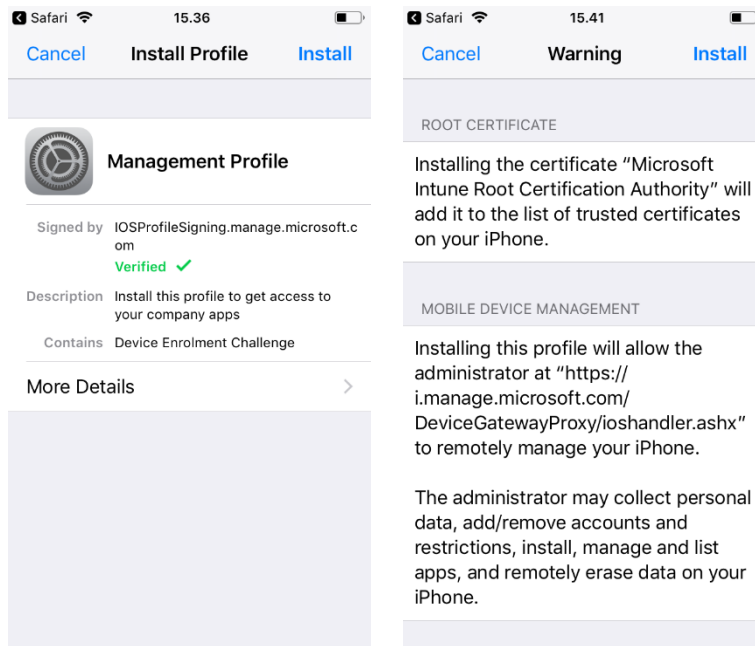 Safari 15.36
Cancel Install Profile Install
Management Profile
Signed by IOSProfileSigning.manage.microsoft.c
om
Verified ✓
Description Install this profile to get access to
your company apps
Contains Device Enrolment Challenge
More Details
Safari 15.41
Cancel Warning Install
ROOT CERTIFICATE
Installing the certificate “Microsoft
Intune Root Certification Authority” will
add it to the list of trusted certificates
on your iPhone.
MOBILE DEVICE MANAGEMENT
Installing this profile will allow the
administrator at “https://
i.manage.microsoft.com/
DeviceGatewayProxy/ioshandler.ashx”
to remotely manage your iPhone.
The administrator may collect personal
data, add/remove accounts and
restrictions, install, manage and list
apps, and remotely erase data on your
iPhone.